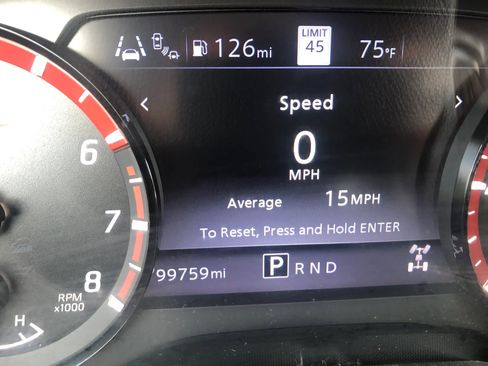 126mi LIMIT 45 75°F
Speed
0
MPH
Average 15MPH
To Reset, Press and Hold ENTER
99759mi P R N D
6
7
8
RPM
x1000
H